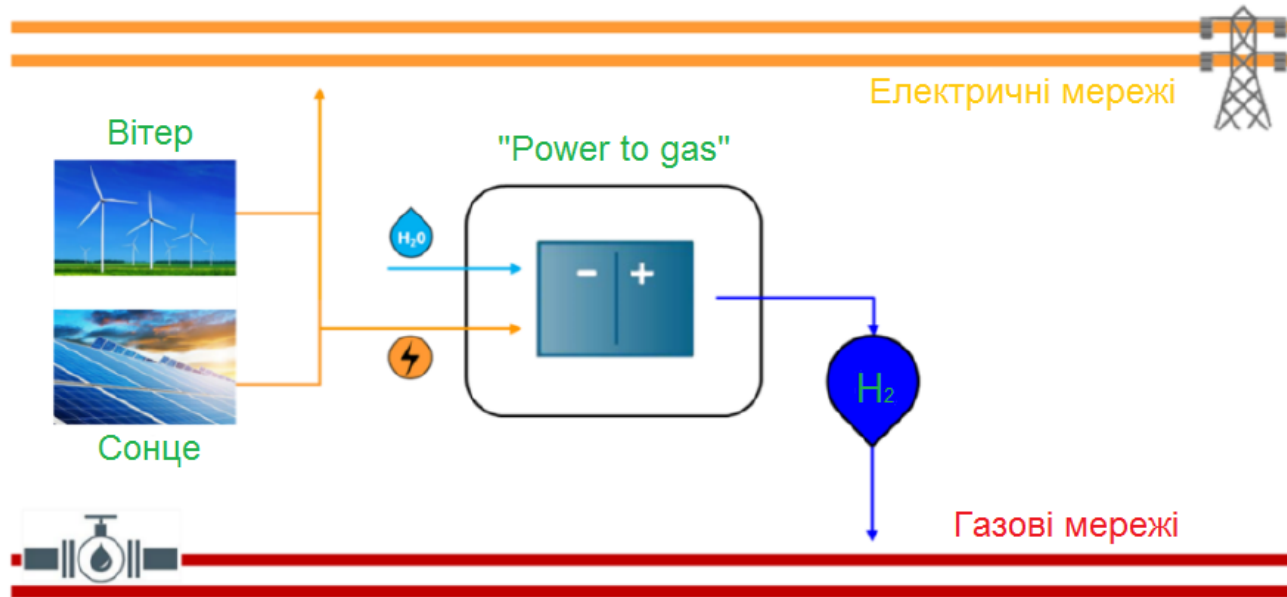 Електричні мережі
Вітер
"Power to gas"
H₂0
- +
H₂
Сонце
Газові мережі